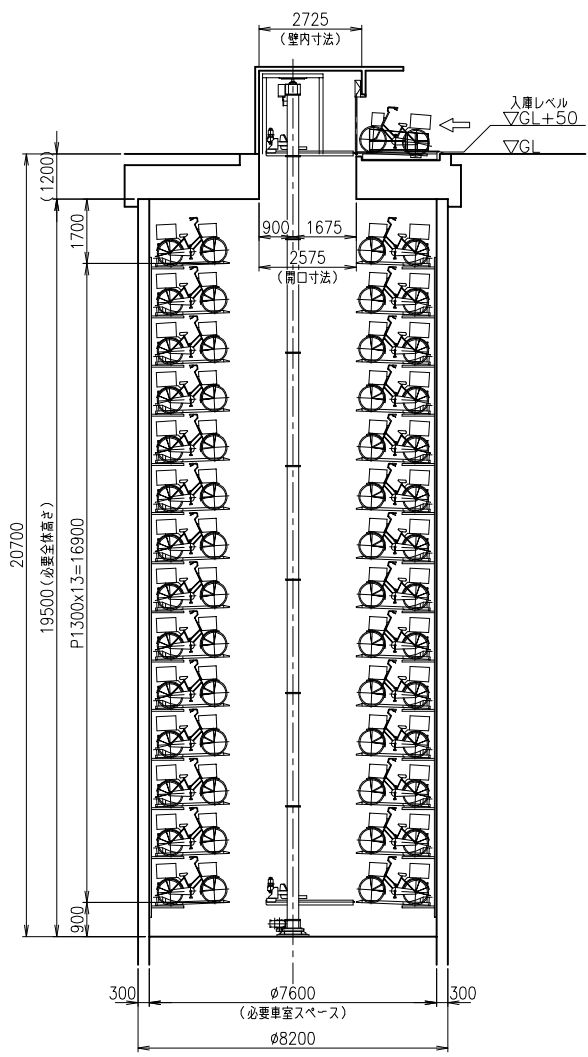 2725
(壁内寸法)
入庫レベル
▽GL+50
▽GL
(1200)
1700
900
1675
2575
(開口寸法)
20700
19500(必要全体高さ)
P1300x13=16900
900
300
ø7600
300
(必要車室スペース)
ø8200